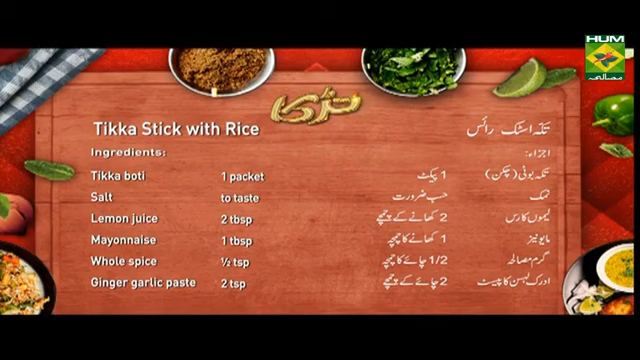 HUM
مصالحہ
تڑکا
Tikka Stick with Rice تکہ اسٹک رائس
Ingredients: اجزاء:
Tikka boti 1 packet 1 پیکٹ تکہ بوٹی (چکن)
Salt to taste حسب ضرورت نمک
Lemon juice 2 tbsp 2 کھانے کے چمچے لیموں کا رس
Mayonnaise 1 tbsp 1 کھانے کا چمچہ مایونیز
Whole spice ½ tsp 1/2 چائے کا چمچہ گرم مصالحہ
Ginger garlic paste 2 tsp 2 چائے کے چمچے ادرک لہسن کا پیسٹ